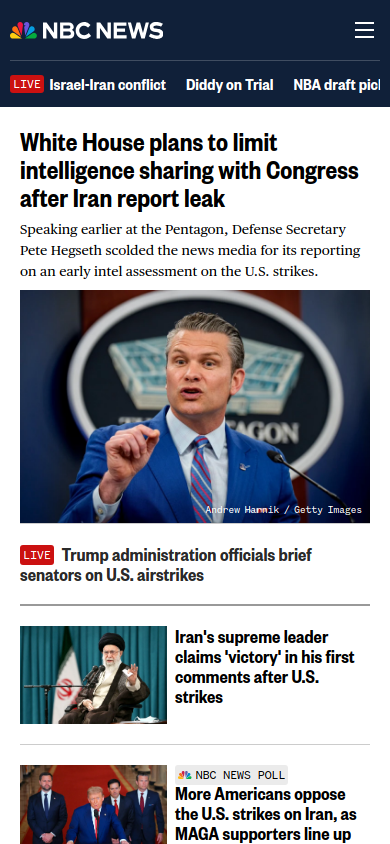 NBC NEWS
LIVE Israel-Iran conflict Diddy on Trial NBA draft
White House plans to limit
intelligence sharing with Congress
after Iran report leak
Speaking earlier at the Pentagon, Defense Secretary
Pete Hegseth scolded the news media for its reporting
on an early intel assessment on the U.S. strikes.
Andrew Harnik / Getty Images
LIVE Trump administration officials brief
senators on U.S. airstrikes
Iran's supreme leader
claims 'victory' in his first
comments after U.S.
strikes
NBC NEWS POLL
More Americans oppose
the U.S. strikes on Iran, as
MAGA supporters line up